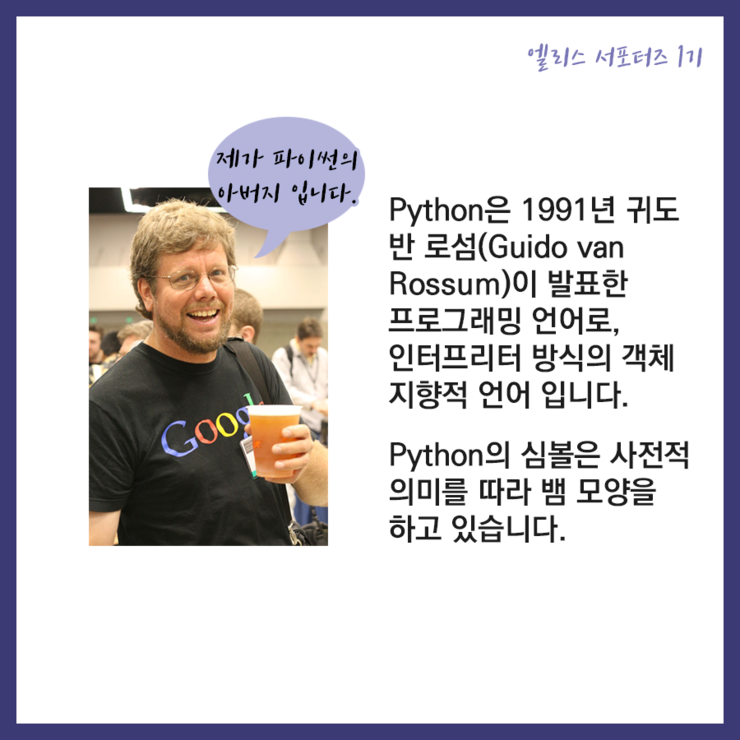 엘리스 서포터즈 1기
제가 파이썬의
아버지 입니다.
Google
Python은 1991년 귀도
반 로섬(Guido van
Rossum)이 발표한
프로그래밍 언어로,
인터프리터 방식의 객체
지향적 언어 입니다.
Python의 심볼은 사전적
의미를 따라 뱀 모양을
하고 있습니다.